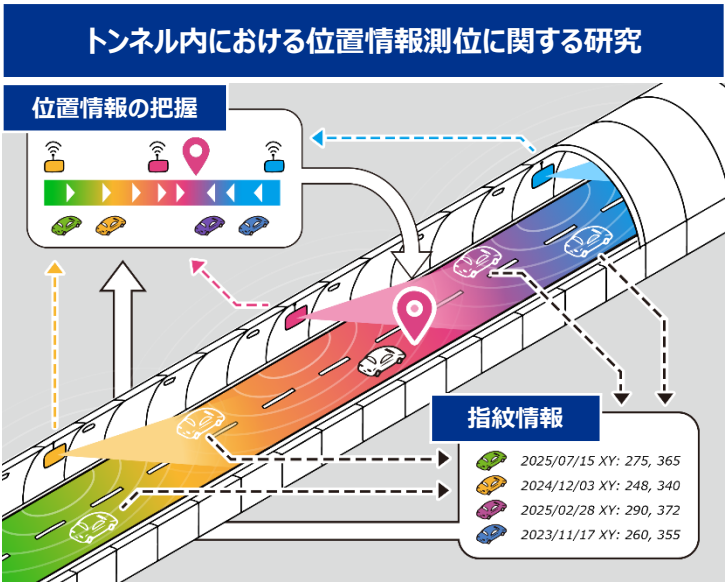 トンネル内における位置情報測位に関する研究
位置情報の把握
指紋情報
2025/07/15 XY: 275, 365
2024/12/03 XY: 248, 340
2025/02/28 XY: 290, 372
2023/11/17 XY: 260, 355